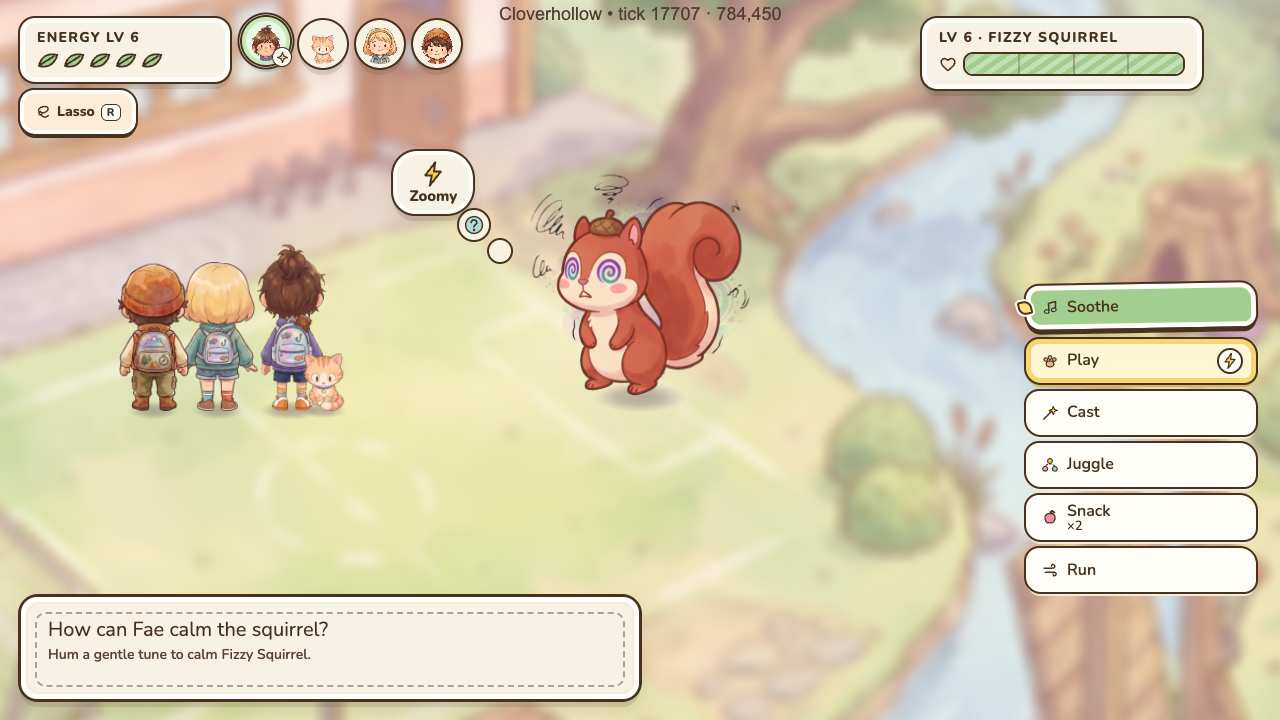 Cloverhollow • tick 17707 · 784,450
ENERGY LV 6
LV 6 · FIZZY SQUIRREL
Lasso R
Zoomy
?
Soothe
Play
Cast
Juggle
Snack
×2
Run
How can Fae calm the squirrel?
Hum a gentle tune to calm Fizzy Squirrel.